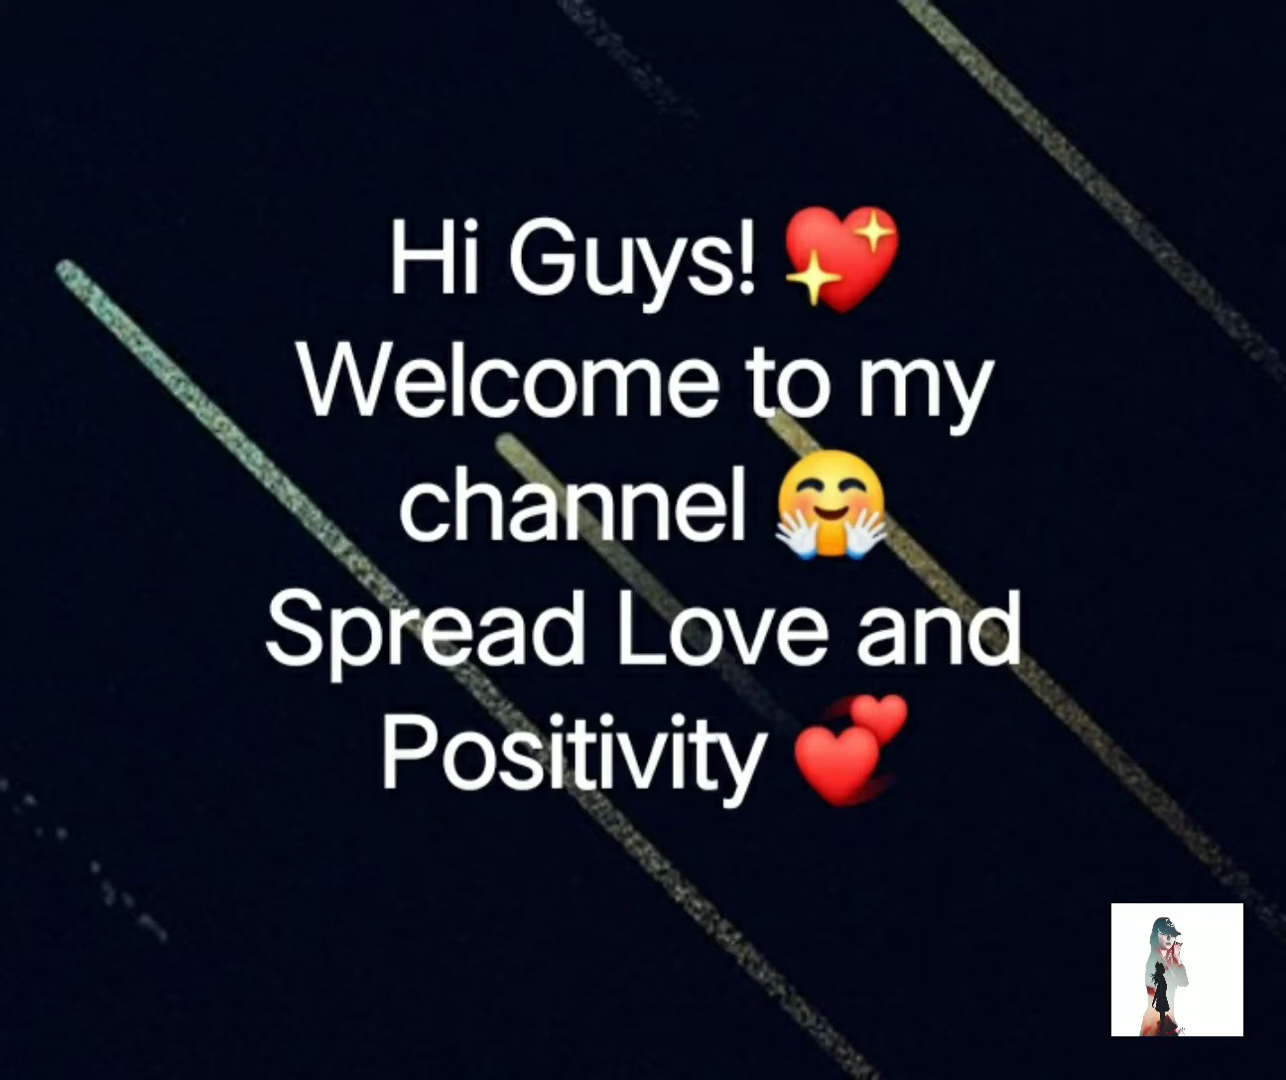 Hi Guys! 💖
Welcome to my
channel 🤗
Spread Love and
Positivity 💞